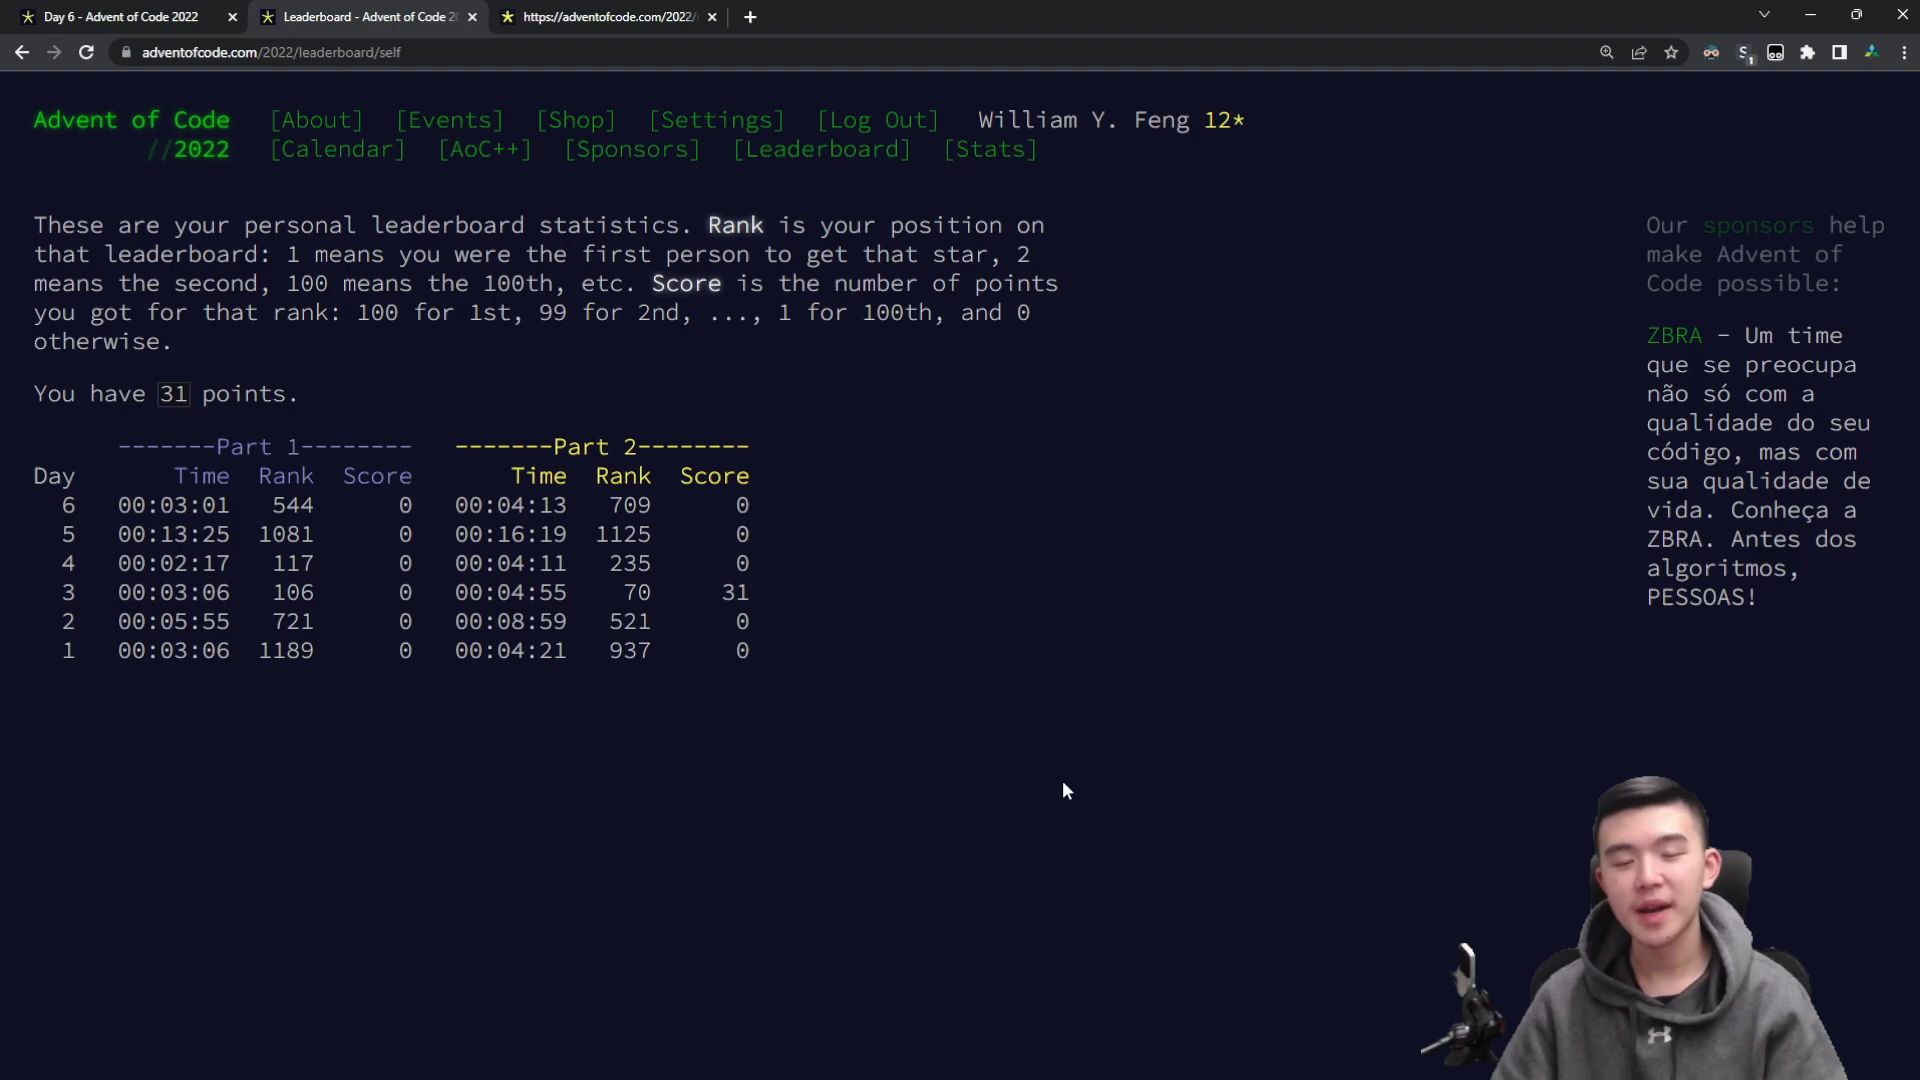 Day 6 - Advent of Code 2022
Leaderboard - Advent of Code 2
https://adventofcode.com/2022/
adventofcode.com/2022/leaderboard/self
Advent of Code [About] [Events] [Shop] [Settings] [Log Out] William Y. Feng 12*
//2022 [Calendar] [AoC++] [Sponsors] [Leaderboard] [Stats]
These are your personal leaderboard statistics. Rank is your position on
that leaderboard: 1 means you were the first person to get that star, 2
means the second, 100 means the 100th, etc. Score is the number of points
you got for that rank: 100 for 1st, 99 for 2nd, ..., 1 for 100th, and 0
otherwise.
You have 31 points.
-------Part 1-------- -------Part 2--------
Day Time Rank Score Time Rank Score
6 00:03:01 544 0 00:04:13 709 0
5 00:13:25 1081 0 00:16:19 1125 0
4 00:02:17 117 0 00:04:11 235 0
3 00:03:06 106 0 00:04:55 70 31
2 00:05:55 721 0 00:08:59 521 0
1 00:03:06 1189 0 00:04:21 937 0
Our sponsors help
make Advent of
Code possible:
ZBRA - Um time
que se preocupa
não só com a
qualidade do seu
código, mas com
sua qualidade de
vida. Conheça a
ZBRA. Antes dos
algoritmos,
PESSOAS!